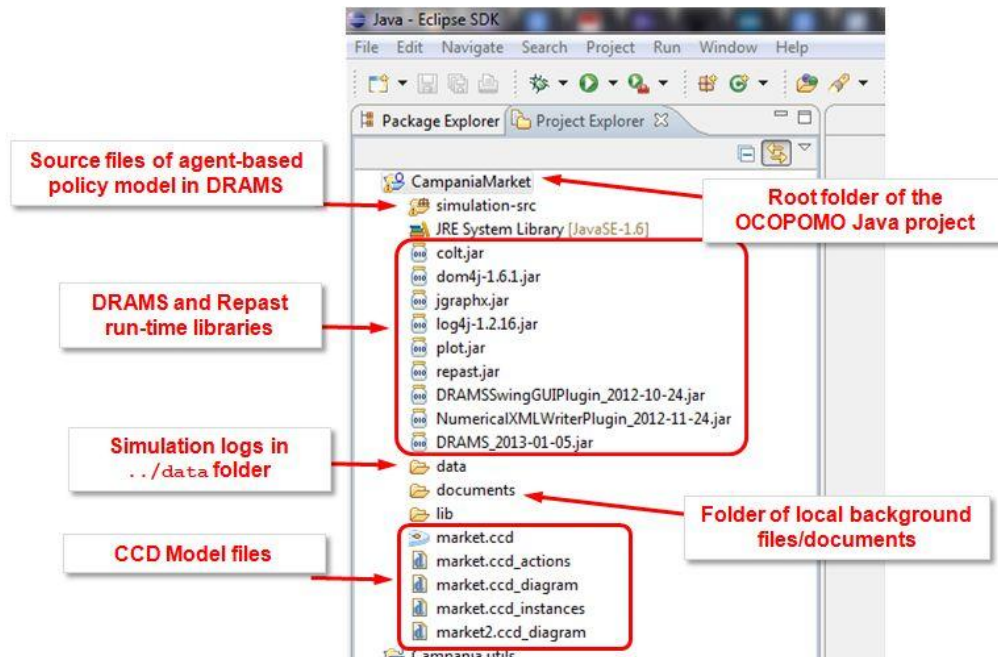 Java - Eclipse SDK
File Edit Navigate Search Project Run Window Help
Package Explorer Project Explorer
Source files of agent-based
policy model in DRAMS
CampaniaMarket
simulation-src
JRE System Library [JavaSE-1.6]
Root folder of the
OCOPOMO Java project
colt.jar
dom4j-1.6.1.jar
jgraphx.jar
log4j-1.2.16.jar
plot.jar
repast.jar
DRAMSSwingGUIPlugin_2012-10-24.jar
NumericalXMLWriterPlugin_2012-11-24.jar
DRAMS_2013-01-05.jar
DRAMS and Repast
run-time libraries
Simulation logs in
../data folder
data
documents
lib
Folder of local background
files/documents
CCD Model files
market.ccd
market.ccd_actions
market.ccd_diagram
market.ccd_instances
market2.ccd_diagram
Campania.utils